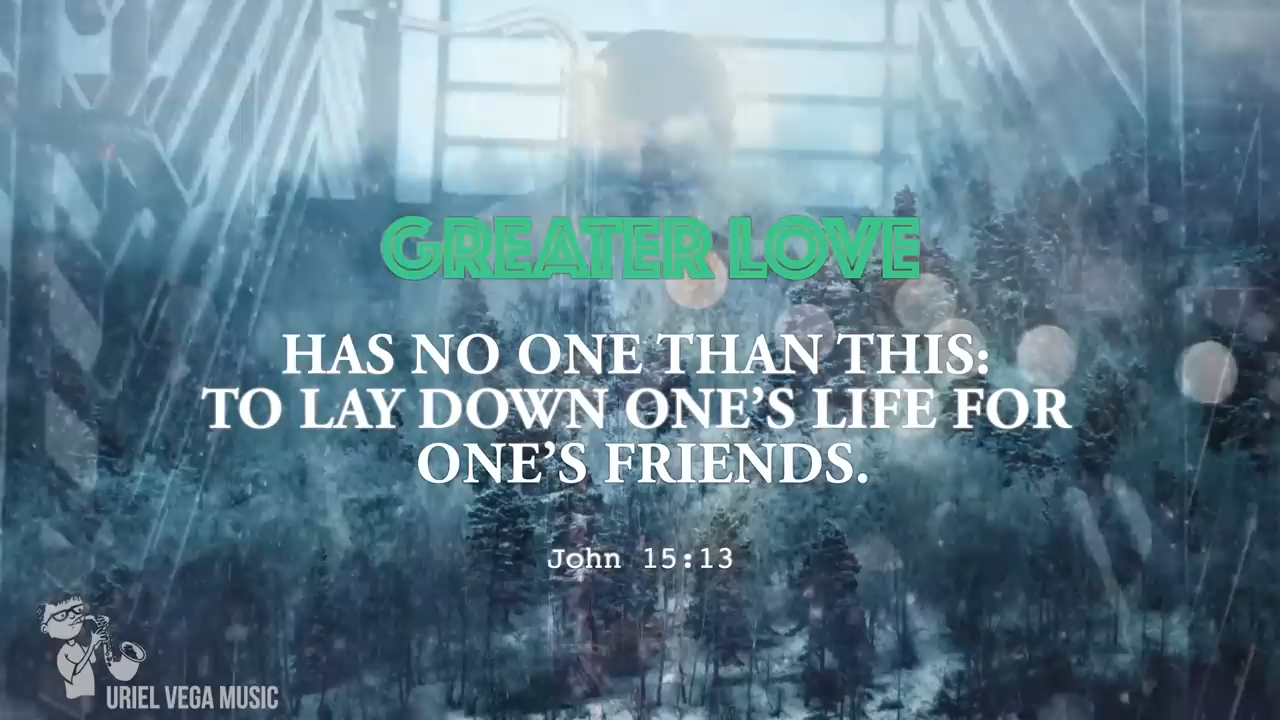 GREATER LOVE
HAS NO ONE THAN THIS:
TO LAY DOWN ONE’S LIFE FOR
ONE’S FRIENDS.
John 15:13
URIEL VEGA MUSIC